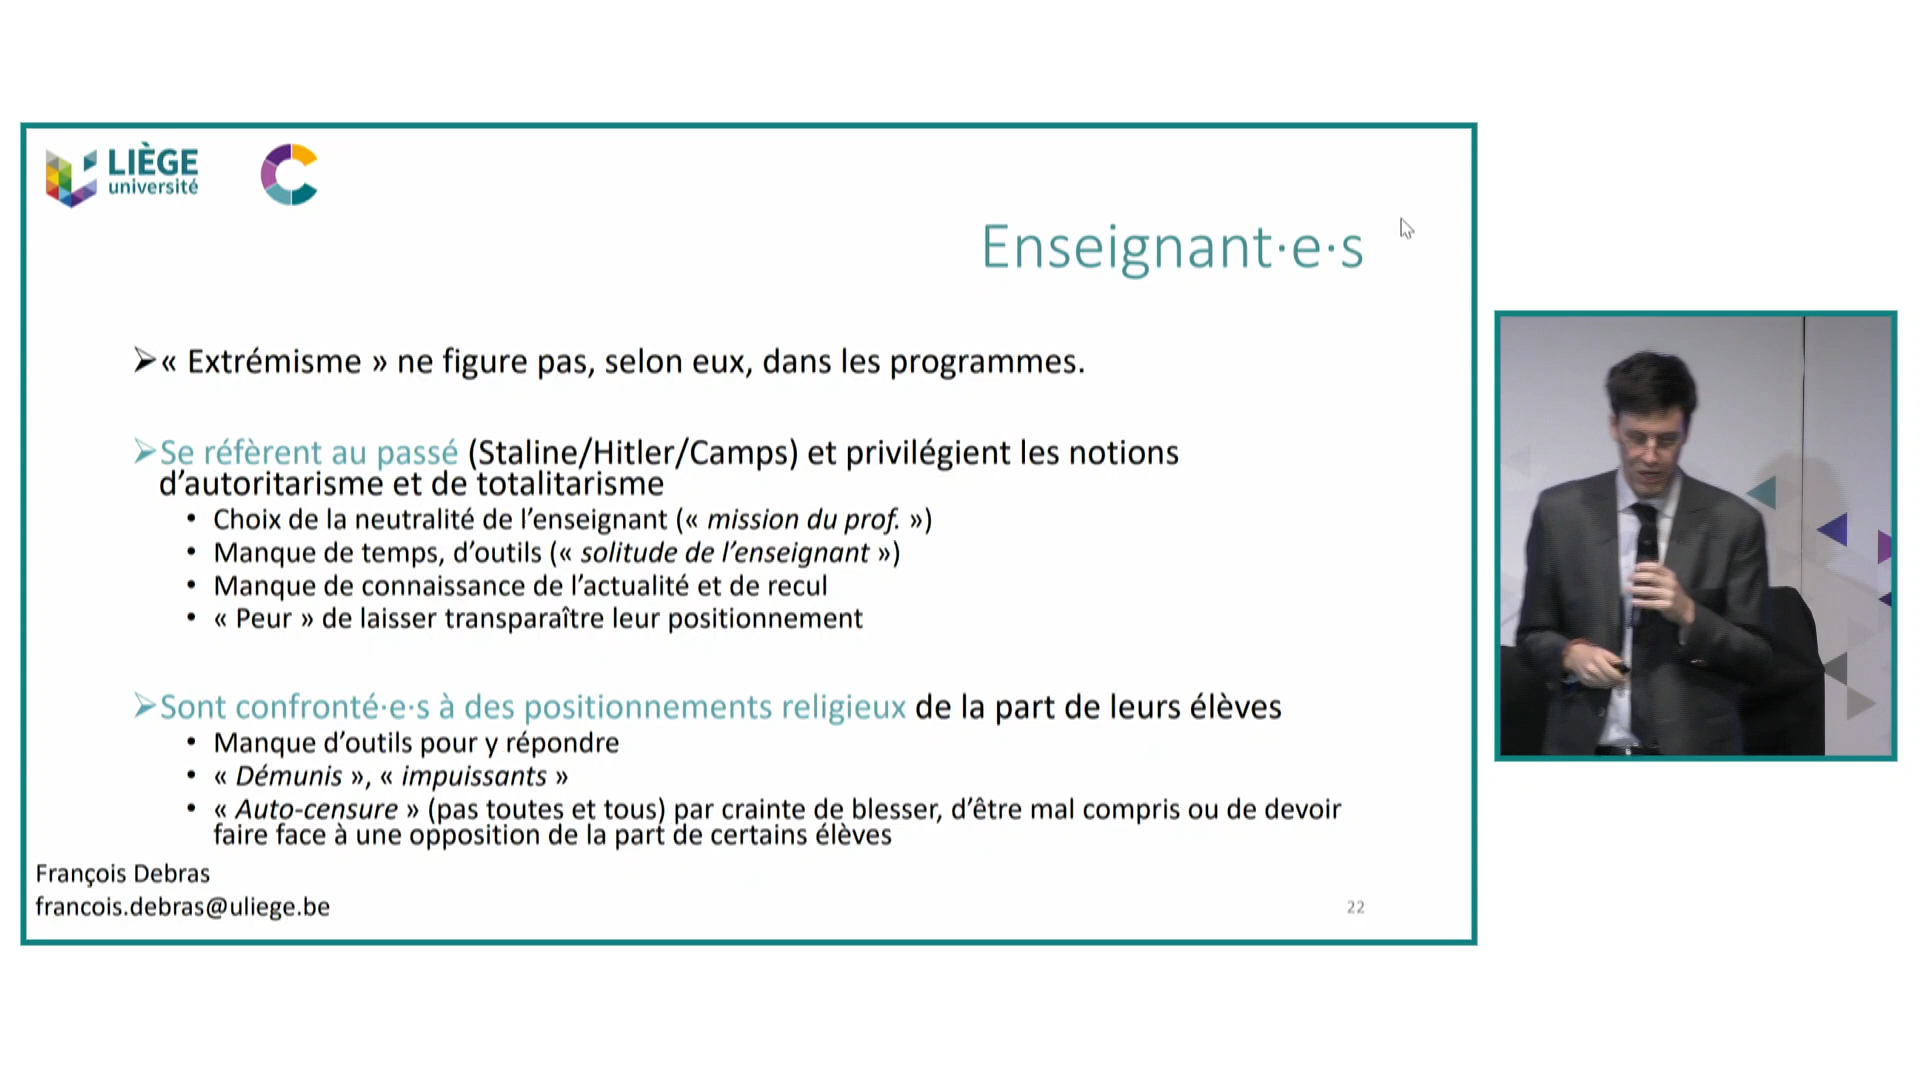 LIÈGE
université
Enseignant·e·s
« Extrémisme » ne figure pas, selon eux, dans les programmes.
Se réfèrent au passé (Staline/Hitler/Camps) et privilégient les notions
d’autoritarisme et de totalitarisme
• Choix de la neutralité de l’enseignant (« mission du prof. »)
• Manque de temps, d’outils (« solitude de l’enseignant »)
• Manque de connaissance de l’actualité et de recul
• « Peur » de laisser transparaître leur positionnement
Sont confronté·e·s à des positionnements religieux de la part de leurs élèves
• Manque d’outils pour y répondre
• « Démunis », « impuissants »
• « Auto-censure » (pas toutes et tous) par crainte de blesser, d’être mal compris ou de devoir
faire face à une opposition de la part de certains élèves
François Debras
francois.debras@uliege.be
22